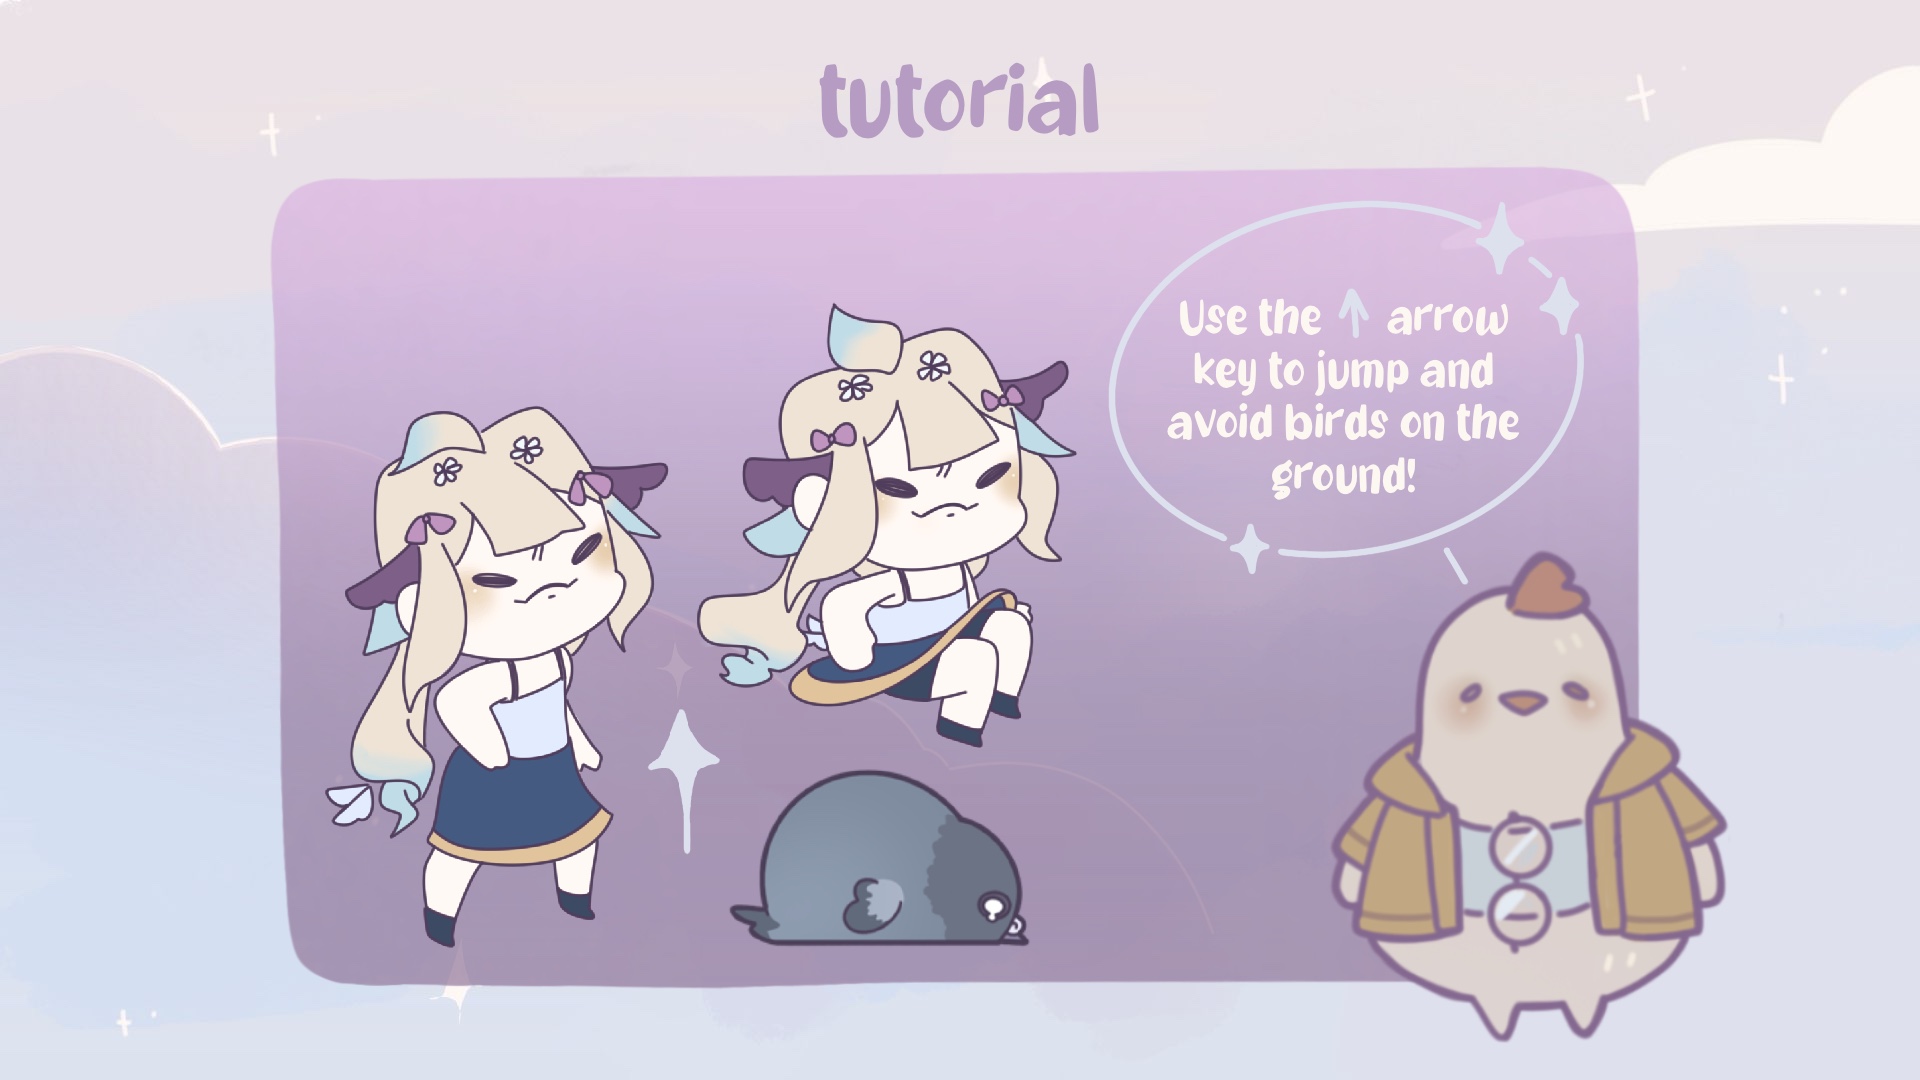 tutorial
Use the ↑ arrow
key to jump and
avoid birds on the
ground!